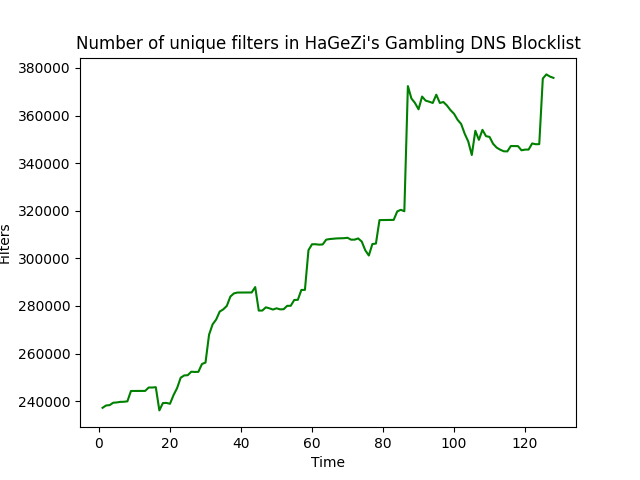 Number of unique filters in HaGeZi's Gambling DNS Blocklist
380000
360000
340000
320000
300000
280000
260000
240000
Filters
0 20 40 60 80 100 120
Time